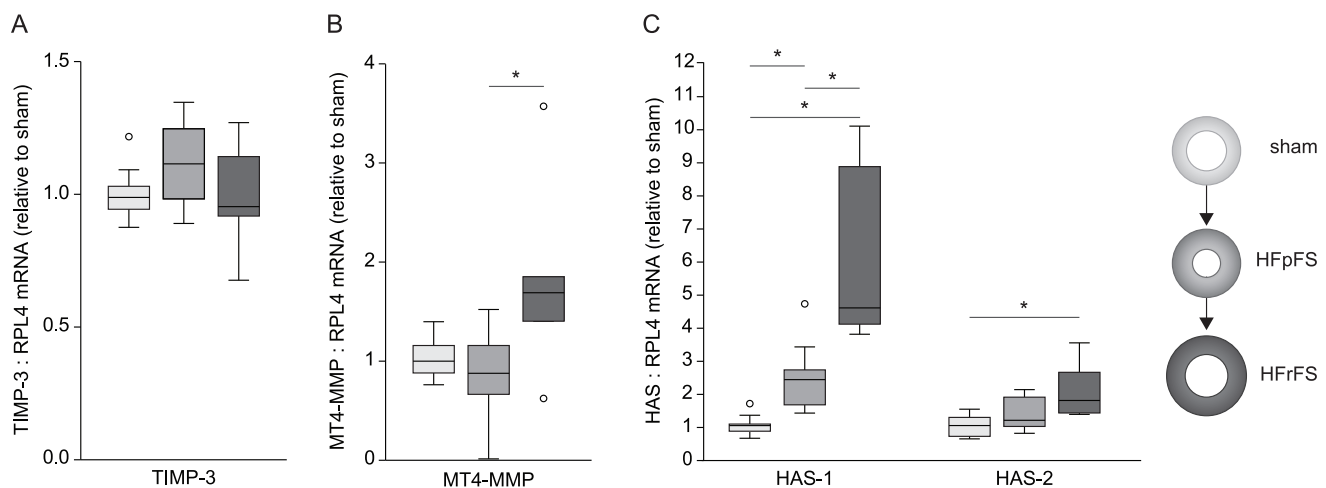 A
TIMP-3 : RPL4 mRNA (relative to sham)
1.5
1.0
0.5
0.0
TIMP-3
B
MT4-MMP : RPL4 mRNA (relative to sham)
4
3
2
1
0
*
MT4-MMP
C
HAS : RPL4 mRNA (relative to sham)
12
11
10
9
8
7
6
5
4
3
2
1
0
*
*
*
*
HAS-1
HAS-2
sham
HFpFS
HFrFS